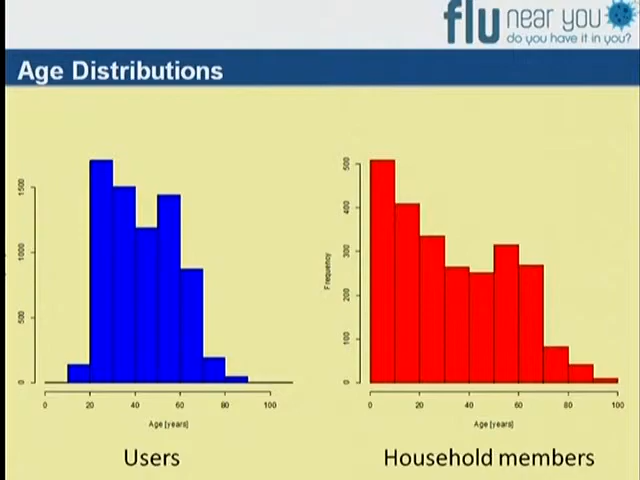 flu near you
do you have it in you?
Age Distributions
1500
1000
500
0
0 20 40 60 80 100
Age [years]
Users
Frequency
500
400
300
200
100
0
0 20 40 60 80 100
Age [years]
Household members